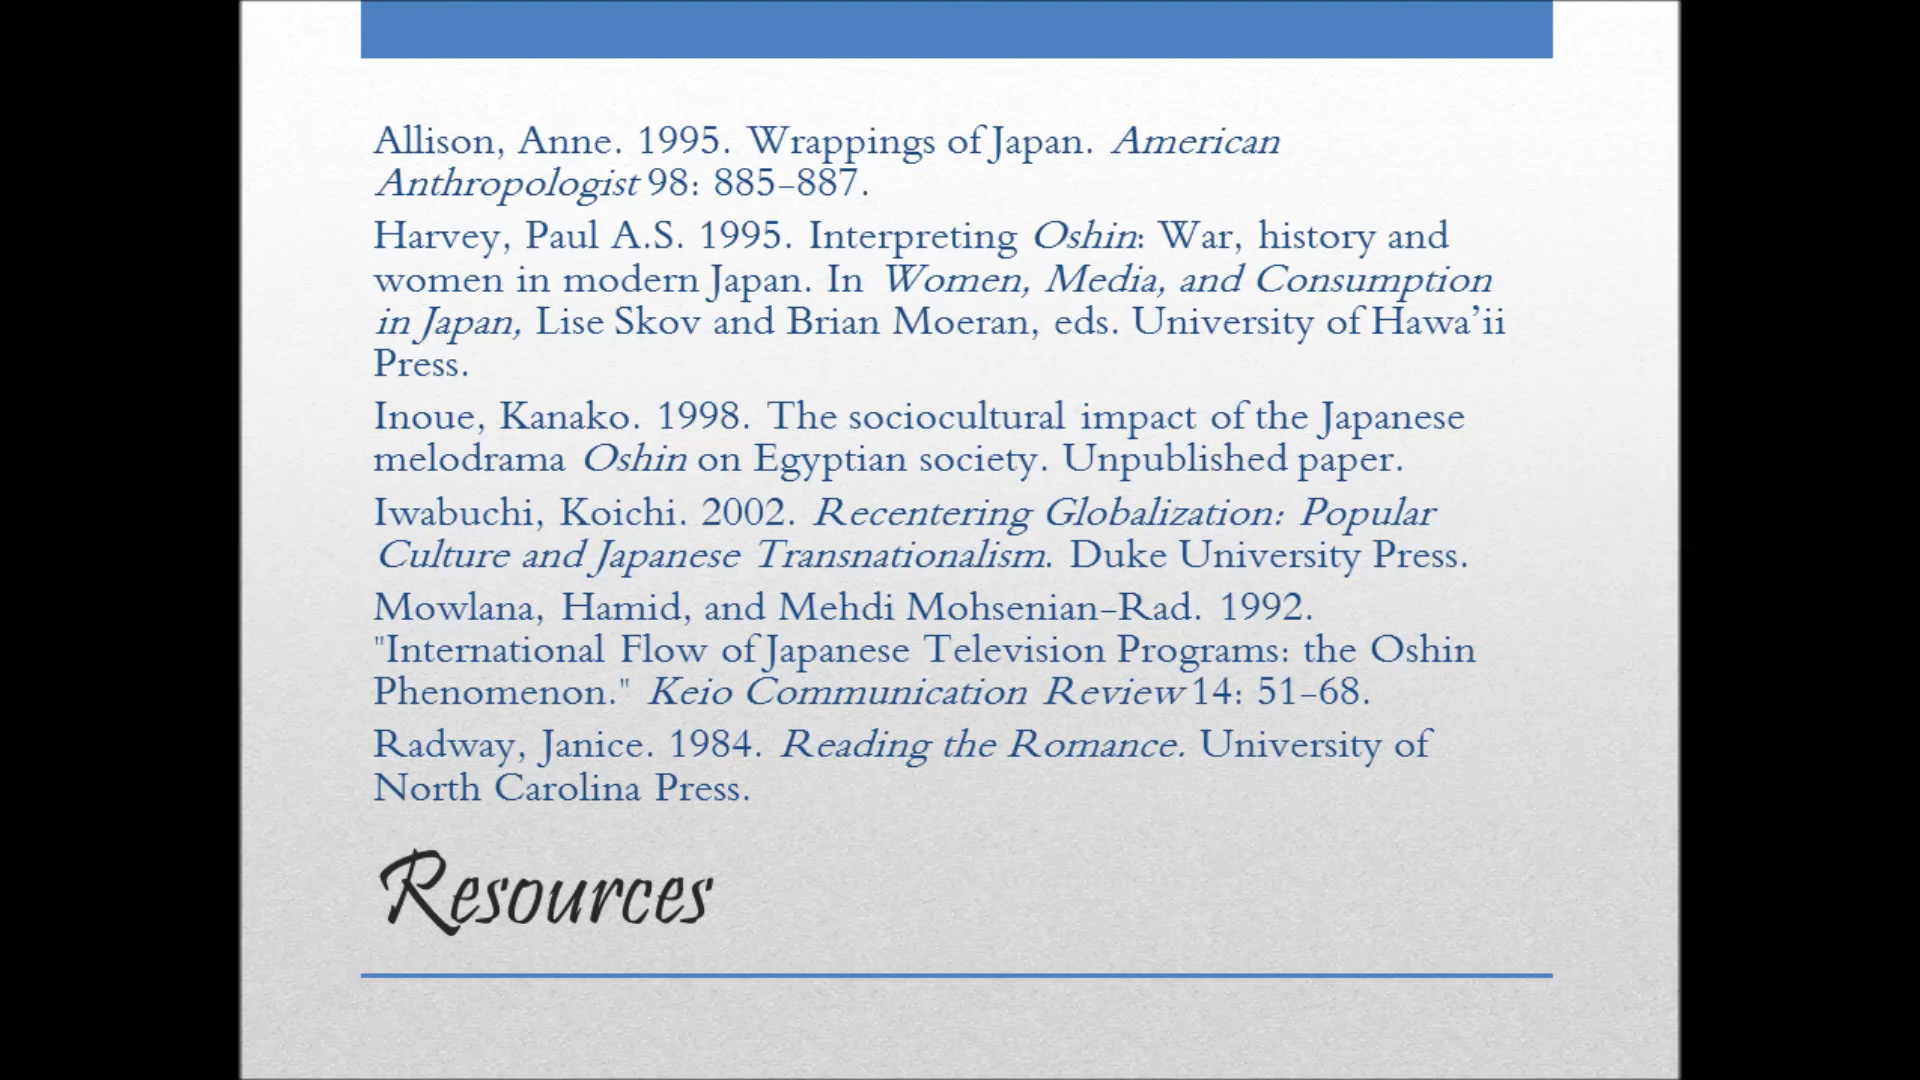 Allison, Anne. 1995. Wrappings of Japan. American
Anthropologist 98: 885-887.
Harvey, Paul A.S. 1995. Interpreting Oshin: War, history and
women in modern Japan. In Women, Media, and Consumption
in Japan, Lise Skov and Brian Moeran, eds. University of Hawa’ii
Press.
Inoue, Kanako. 1998. The sociocultural impact of the Japanese
melodrama Oshin on Egyptian society. Unpublished paper.
Iwabuchi, Koichi. 2002. Recentering Globalization: Popular
Culture and Japanese Transnationalism. Duke University Press.
Mowlana, Hamid, and Mehdi Mohsenian-Rad. 1992.
"International Flow of Japanese Television Programs: the Oshin
Phenomenon." Keio Communication Review 14: 51-68.
Radway, Janice. 1984. Reading the Romance. University of
North Carolina Press.
Resources